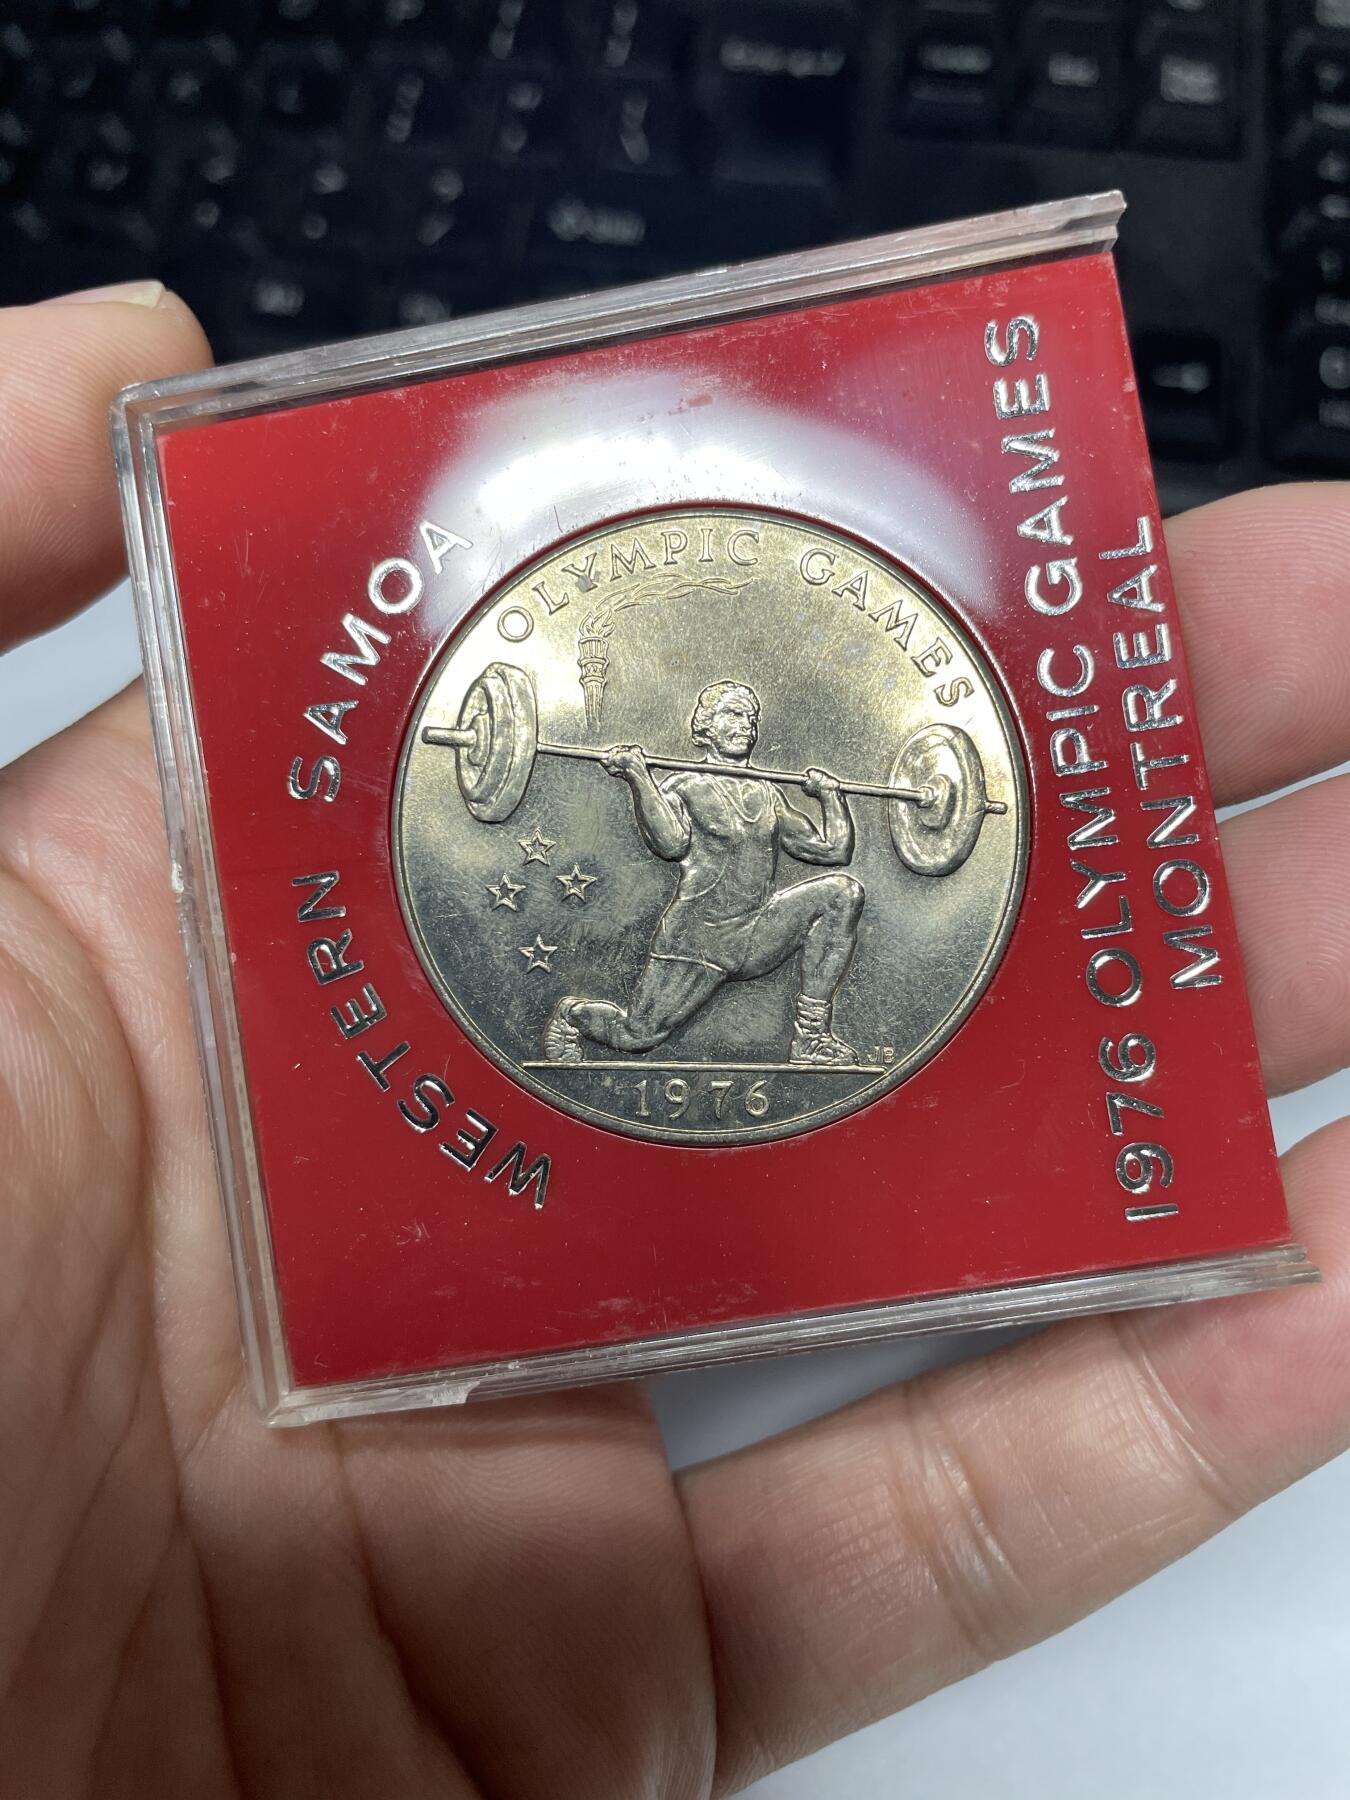 WESTERN SAMOA
OLYMPIC GAMES
JB
1976
1976 OLYMPIC GAMES
MONTREAL